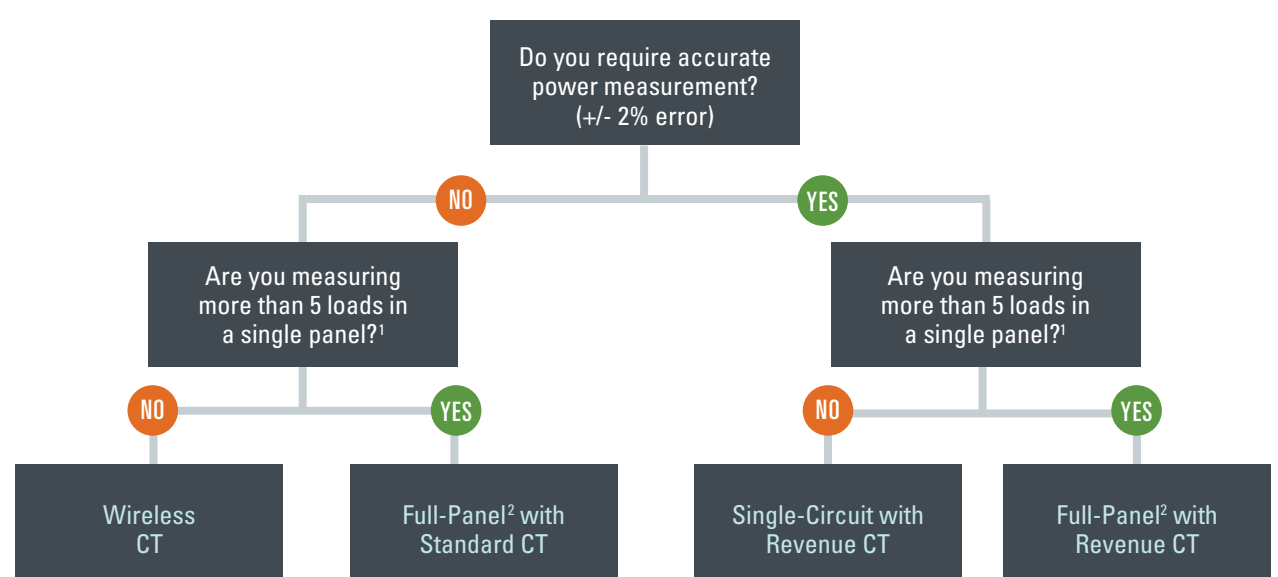 Do you require accurate
power measurement?
(+/- 2% error)
NO
YES
Are you measuring
more than 5 loads in
a single panel?¹
Are you measuring
more than 5 loads in
a single panel?¹
NO
YES
NO
YES
Wireless
CT
Full-Panel² with
Standard CT
Single-Circuit with
Revenue CT
Full-Panel² with
Revenue CT